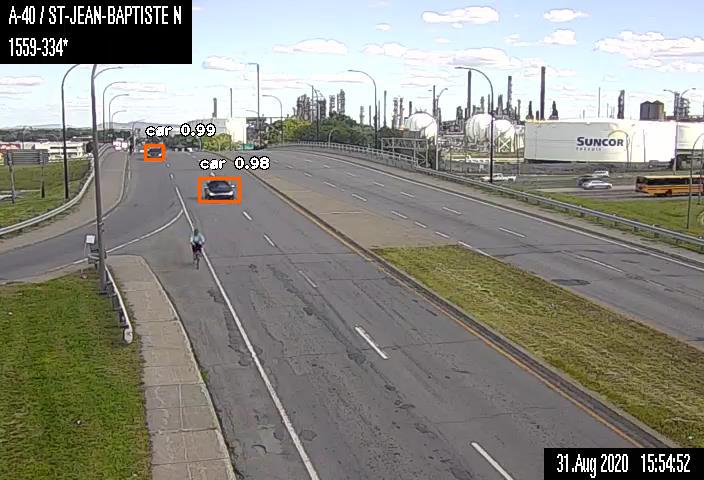 A-40 / ST-JEAN-BAPTISTE N
1559-334*
car 0.99
car 0.98
SUNCOR
31.Aug 2020 15:54:52